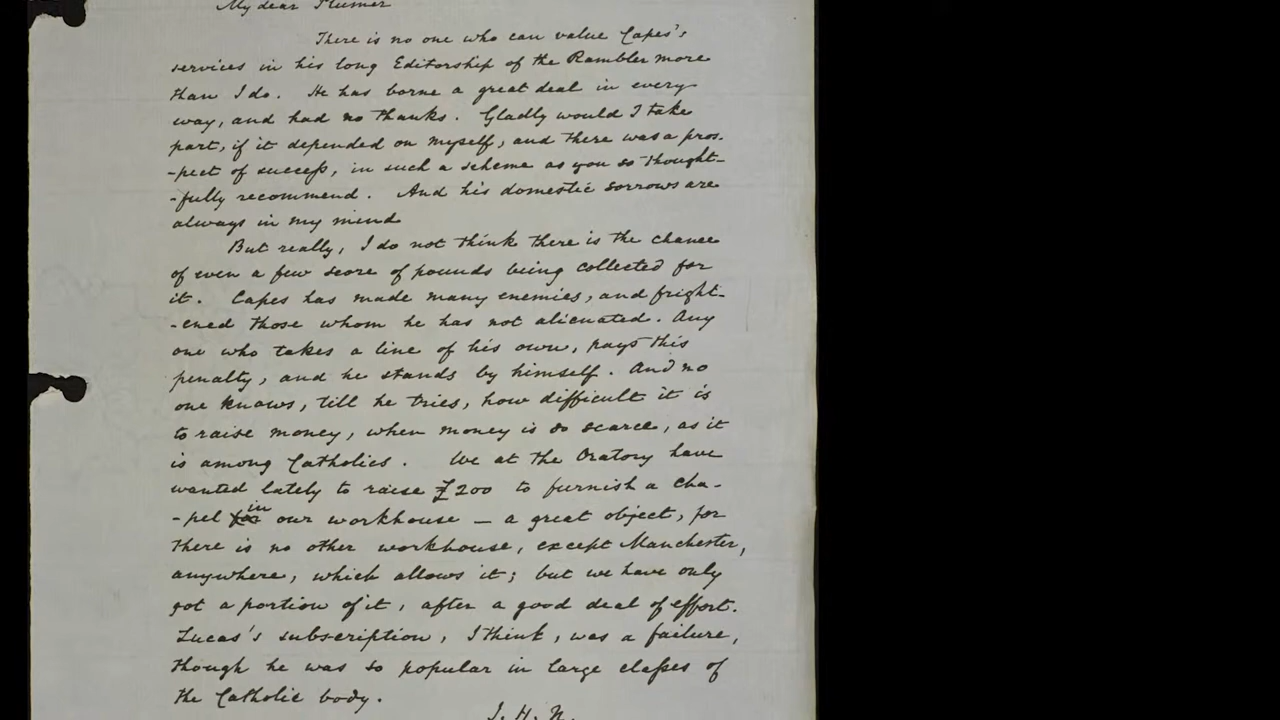 My dear Plumer
There is no one who can value Capes's
services in his long Editorship of the Rambler more
than I do. He has borne a great deal in every
way, and had no thanks. Gladly would I take
part, if it depended on myself, and there was a pros-
-pect of success, in such a scheme as you so thought-
-fully recommend. And his domestic sorrows are
always in my mind
But really, I do not think there is the chance
of even a few score of pounds being collected for
it. Capes has made many enemies, and fright-
-ened those whom he has not alienated. Any
one who takes a line of his own, pays this
penalty, and he stands by himself. And no
one knows, till he tries, how difficult it is
to raise money, when money is so scarce, as it
is among Catholics. We at the Oratory have
wanted lately to raise £200 to furnish a cha-
-pel for in our workhouse — a great object, for
there is no other workhouse, except Manchester,
anywhere, which allows it; but we have only
got a portion of it, after a good deal of effort.
Lucas's subscription, I think, was a failure,
though he was so popular in large classes of
the Catholic body.
J. H. N.